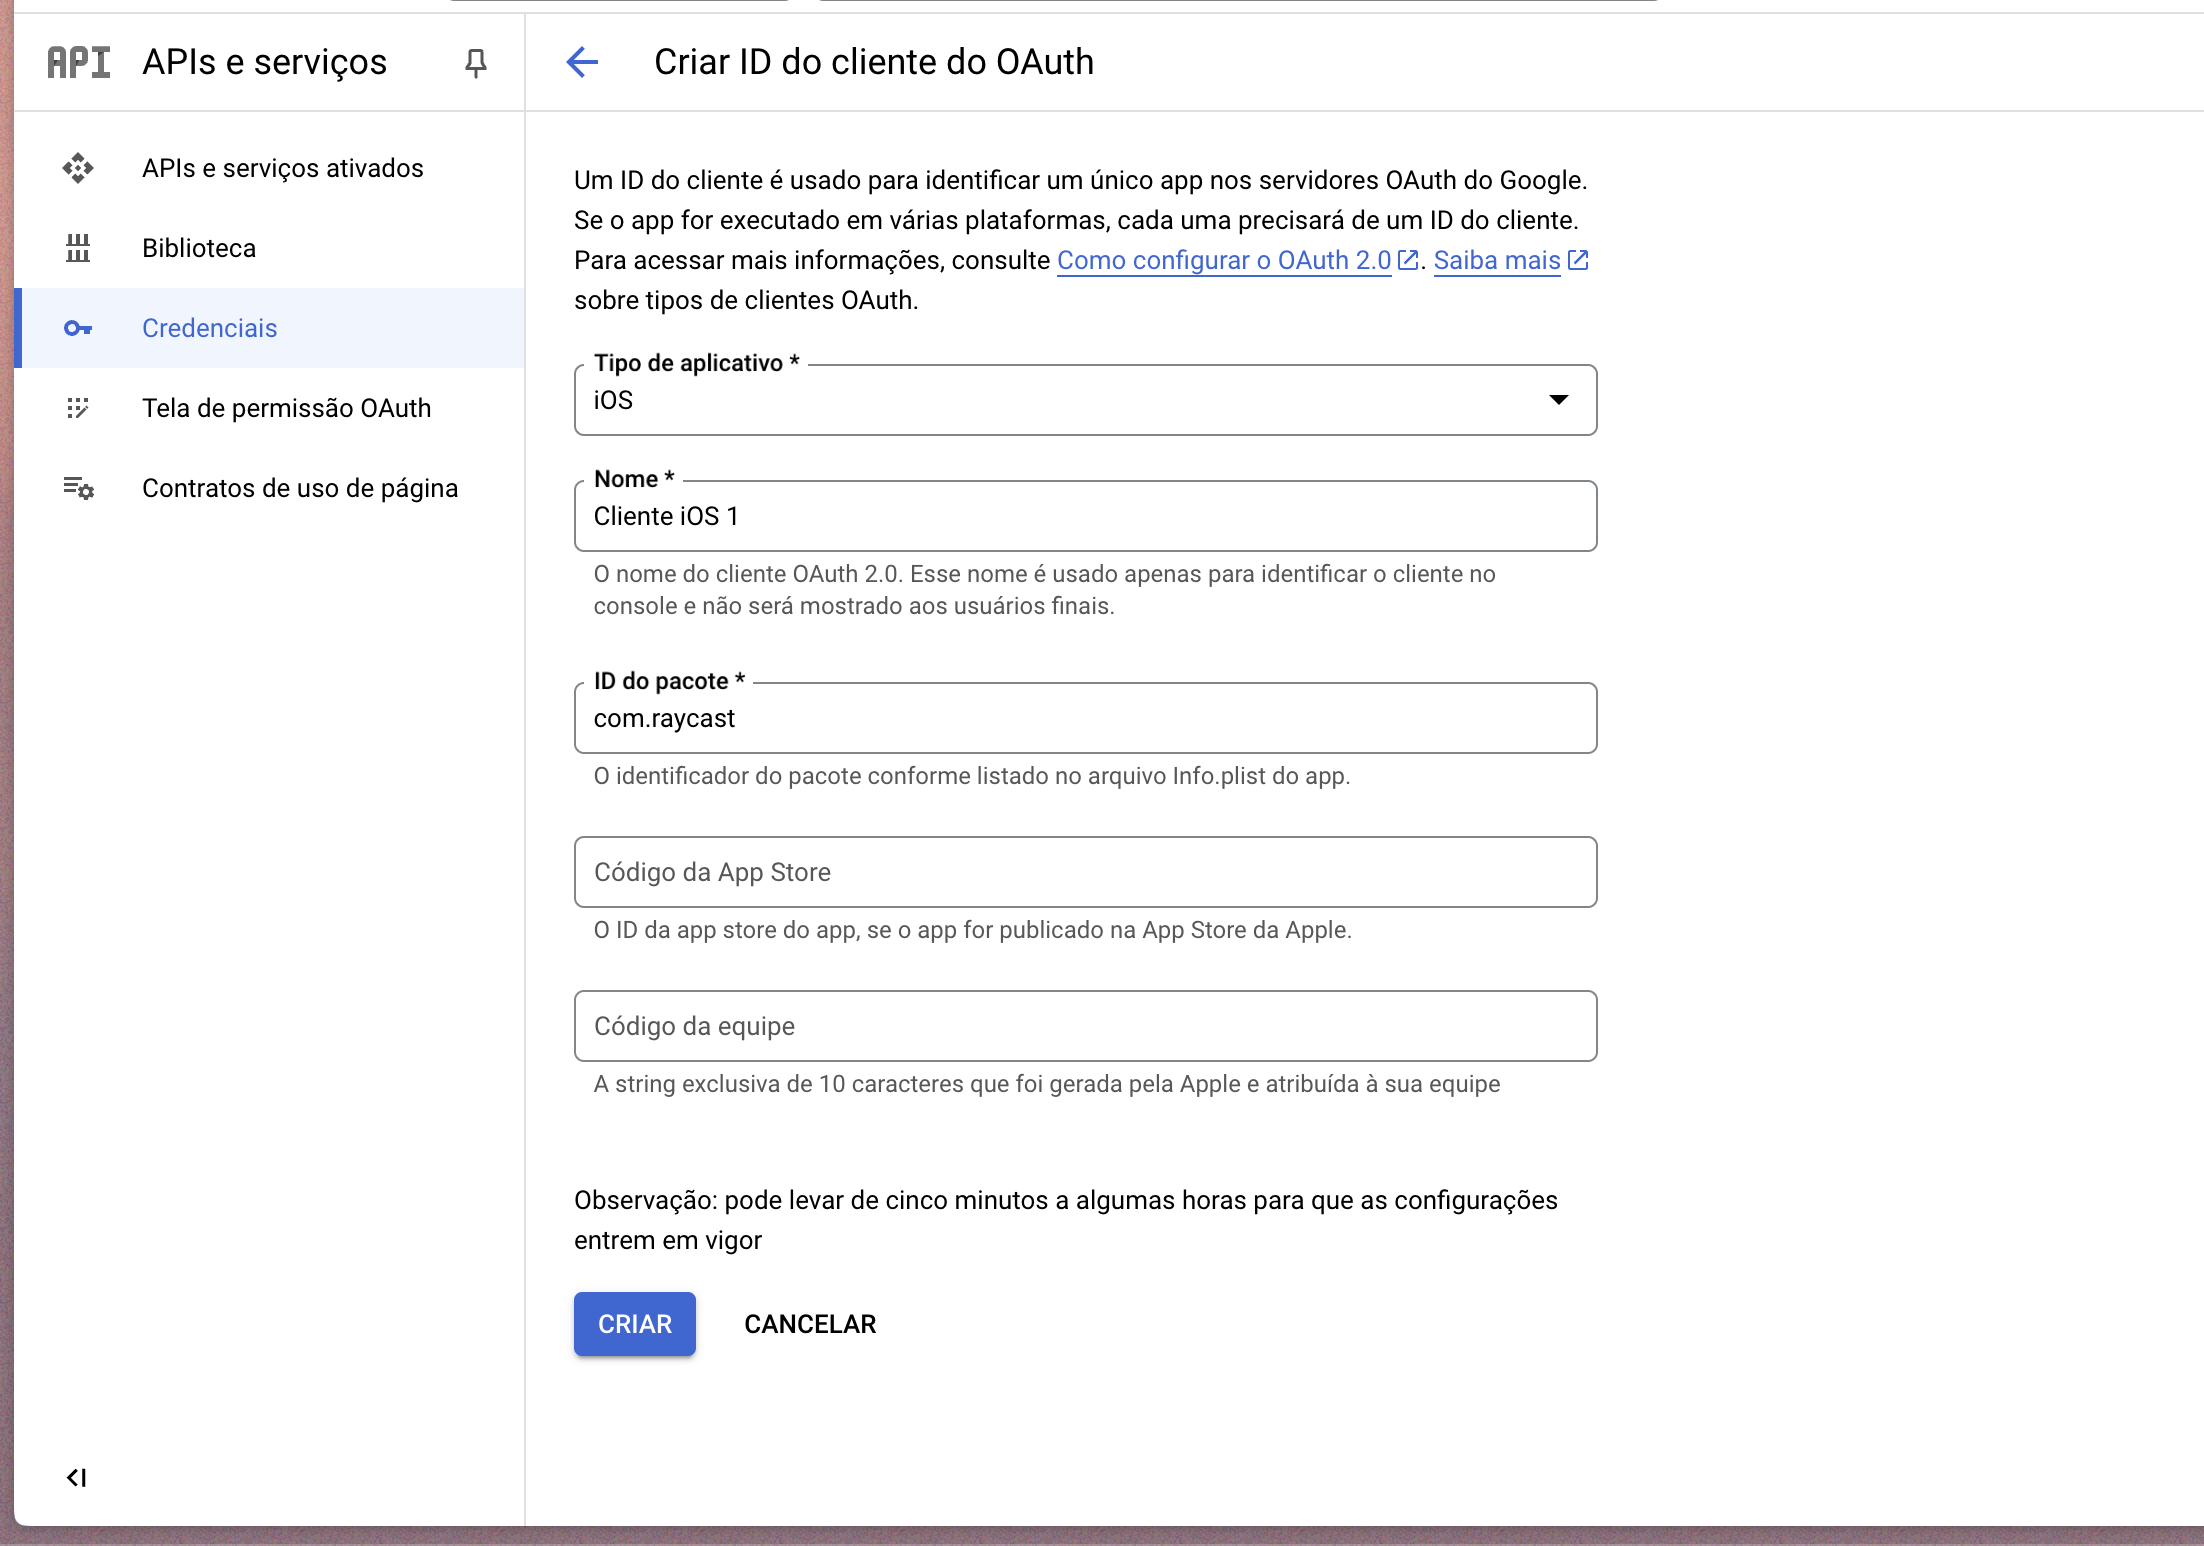 API APIs e serviços
Criar ID do cliente do OAuth
APIs e serviços ativados
Biblioteca
Credenciais
Tela de permissão OAuth
Contratos de uso de página
Um ID do cliente é usado para identificar um único app nos servidores OAuth do Google.
Se o app for executado em várias plataformas, cada uma precisará de um ID do cliente.
Para acessar mais informações, consulte Como configurar o OAuth 2.0. Saiba mais
sobre tipos de clientes OAuth.
Tipo de aplicativo *
iOS
Nome *
Cliente iOS 1
O nome do cliente OAuth 2.0. Esse nome é usado apenas para identificar o cliente no
console e não será mostrado aos usuários finais.
ID do pacote *
com.raycast
O identificador do pacote conforme listado no arquivo Info.plist do app.
Código da App Store
O ID da app store do app, se o app for publicado na App Store da Apple.
Código da equipe
A string exclusiva de 10 caracteres que foi gerada pela Apple e atribuída à sua equipe
Observação: pode levar de cinco minutos a algumas horas para que as configurações
entrem em vigor
CRIAR CANCELAR